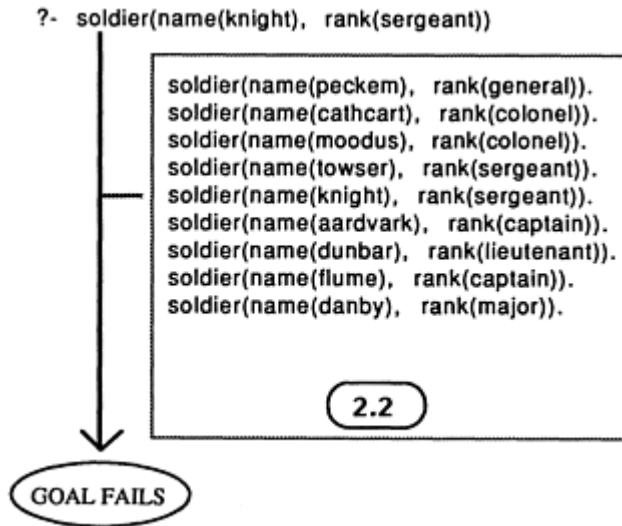 ?- soldier(name(knight), rank(sergeant))
soldier(name(peckem), rank(general)).
soldier(name(cathcart), rank(colonel)).
soldier(name(moodus), rank(colonel)).
soldier(name(towser), rank(sergeant)).
soldier(name(knight), rank(sergeant)).
soldier(name(aardvark), rank(captain)).
soldier(name(dunbar), rank(lieutenant)).
soldier(name(flume), rank(captain)).
soldier(name(danby), rank(major)).
2.2
GOAL FAILS